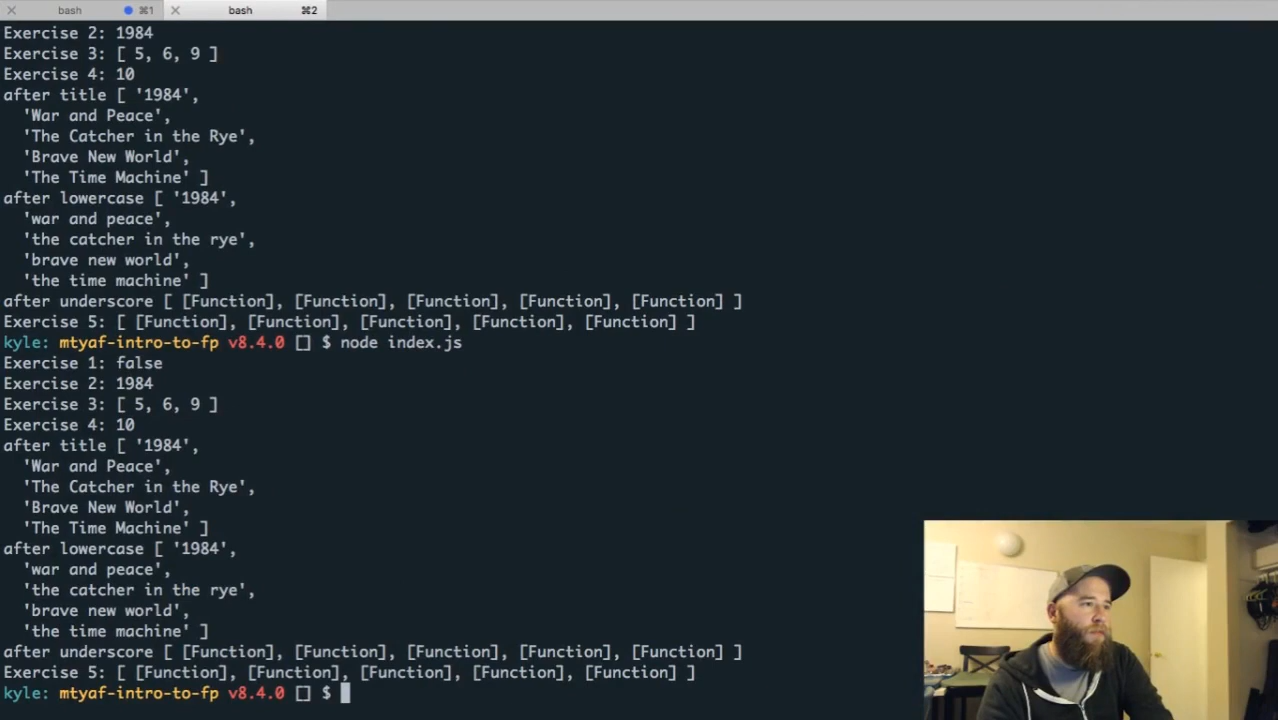 bash ⌘1 bash ⌘2
Exercise 2: 1984
Exercise 3: [ 5, 6, 9 ]
Exercise 4: 10
after title [ '1984',
'War and Peace',
'The Catcher in the Rye',
'Brave New World',
'The Time Machine' ]
after lowercase [ '1984',
'war and peace',
'the catcher in the rye',
'brave new world',
'the time machine' ]
after underscore [ [Function], [Function], [Function], [Function], [Function] ]
Exercise 5: [ [Function], [Function], [Function], [Function], [Function] ]
kyle: mtyaf-intro-to-fp v8.4.0 [] $ node index.js
Exercise 1: false
Exercise 2: 1984
Exercise 3: [ 5, 6, 9 ]
Exercise 4: 10
after title [ '1984',
'War and Peace',
'The Catcher in the Rye',
'Brave New World',
'The Time Machine' ]
after lowercase [ '1984',
'war and peace',
'the catcher in the rye',
'brave new world',
'the time machine' ]
after underscore [ [Function], [Function], [Function], [Function], [Function] ]
Exercise 5: [ [Function], [Function], [Function], [Function], [Function] ]
kyle: mtyaf-intro-to-fp v8.4.0 [] $